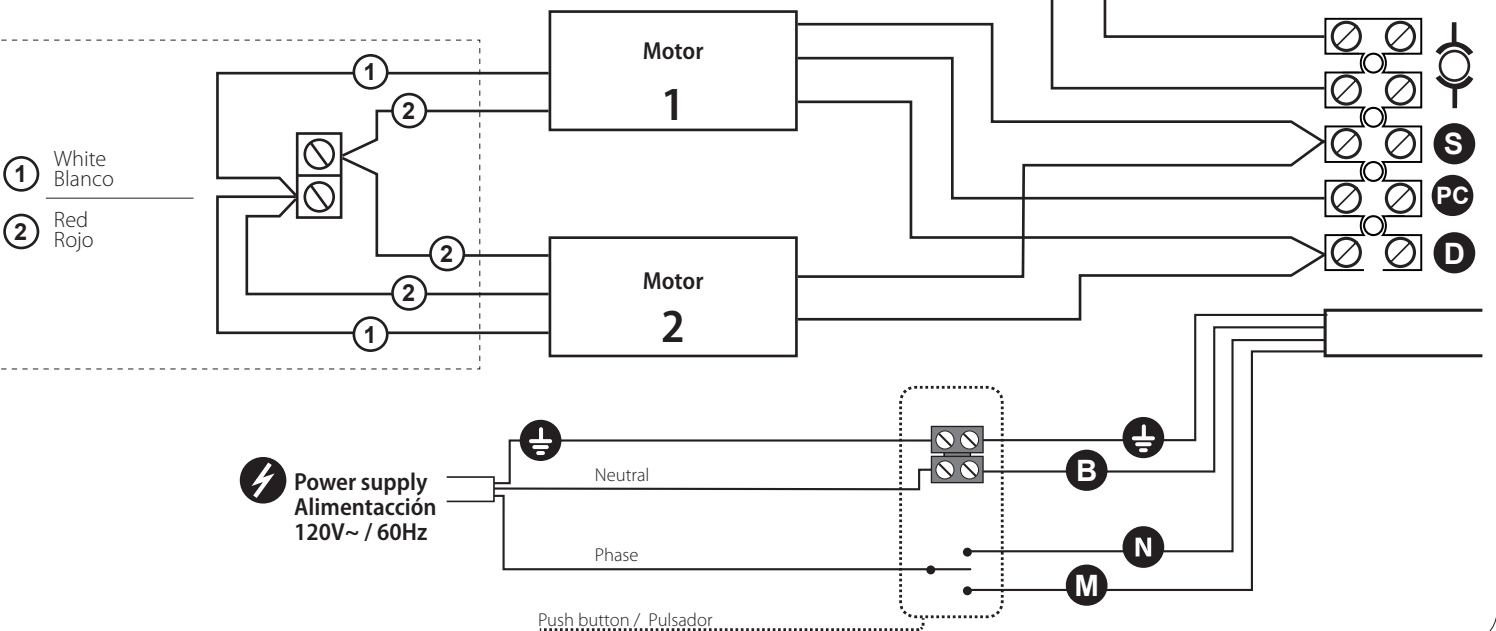 Motor
1
1
2
S
1
White
Blanco
PC
2
Red
Rojo
2
D
Motor
2
2
1
Power supply
Alimentacción
120V~ / 60Hz
Neutral
B
Phase
N
M
Push button / Pulsador